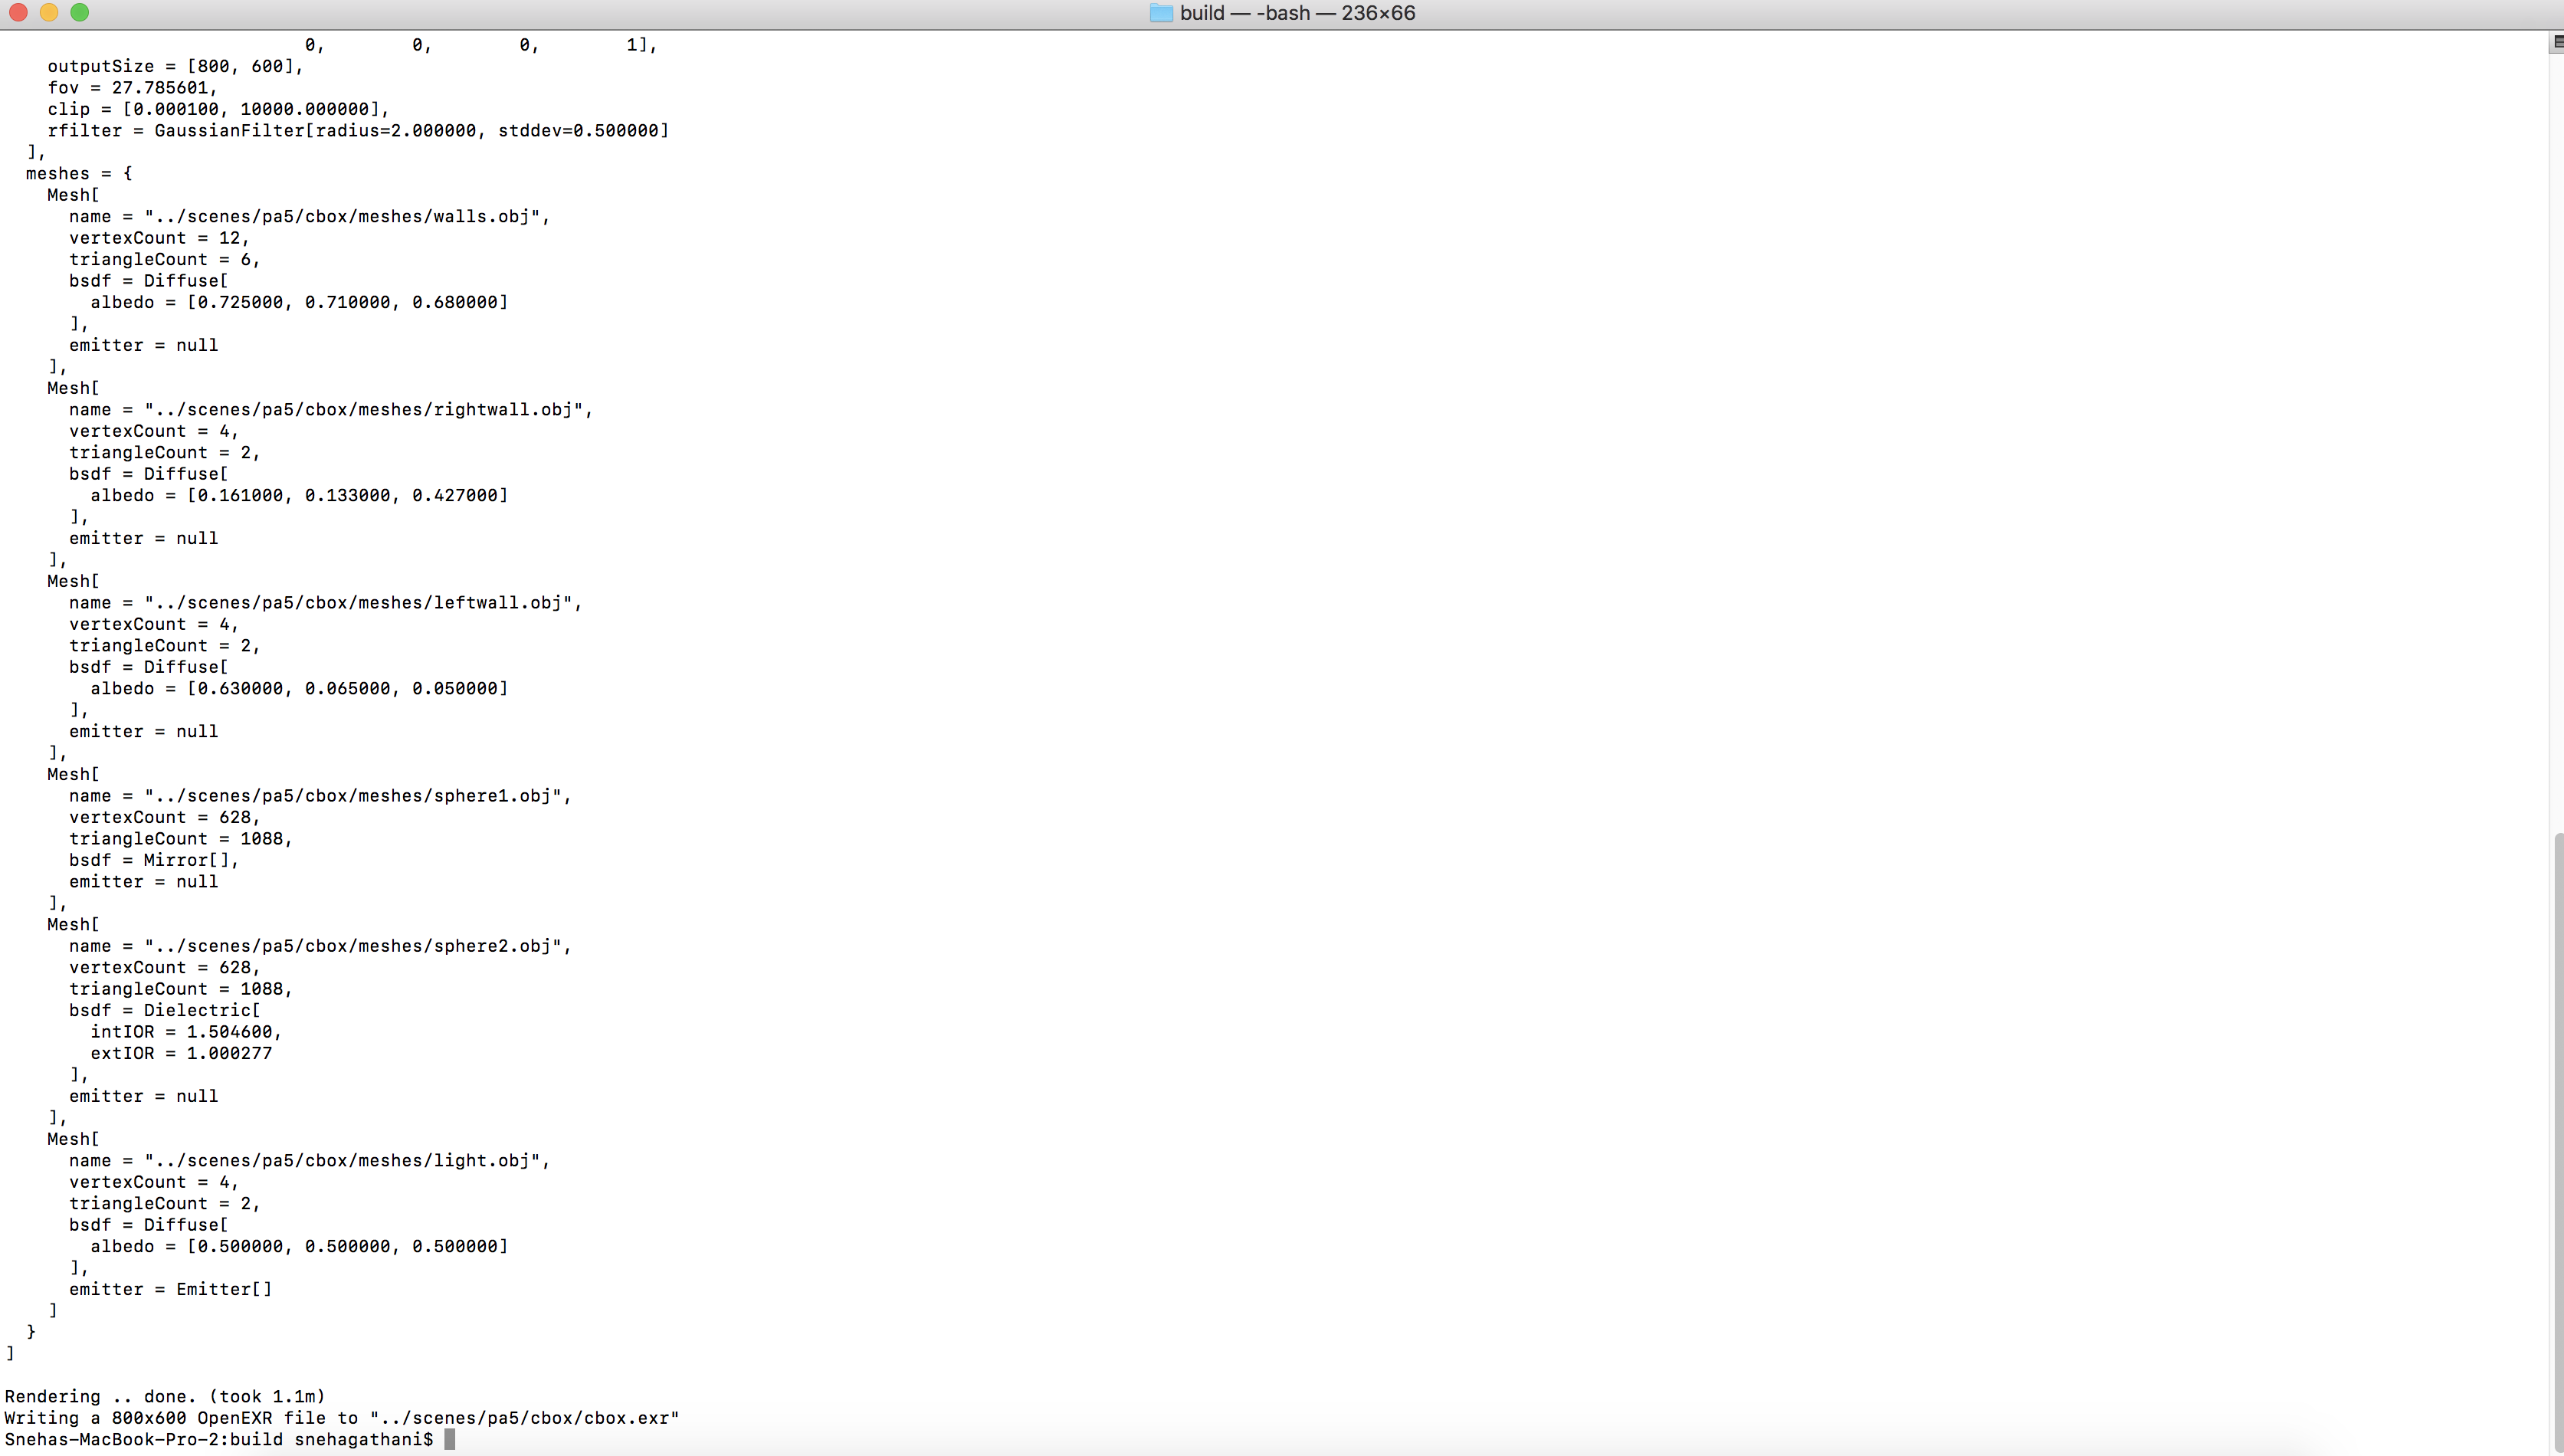 build — -bash — 236×66
0, 0, 0, 1],
outputSize = [800, 600],
fov = 27.785601,
clip = [0.000100, 10000.000000],
rfilter = GaussianFilter[radius=2.000000, stddev=0.500000]
],
meshes = {
Mesh[
name = "../scenes/pa5/cbox/meshes/walls.obj",
vertexCount = 12,
triangleCount = 6,
bsdf = Diffuse[
albedo = [0.725000, 0.710000, 0.680000]
],
emitter = null
],
Mesh[
name = "../scenes/pa5/cbox/meshes/rightwall.obj",
vertexCount = 4,
triangleCount = 2,
bsdf = Diffuse[
albedo = [0.161000, 0.133000, 0.427000]
],
emitter = null
],
Mesh[
name = "../scenes/pa5/cbox/meshes/leftwall.obj",
vertexCount = 4,
triangleCount = 2,
bsdf = Diffuse[
albedo = [0.630000, 0.065000, 0.050000]
],
emitter = null
],
Mesh[
name = "../scenes/pa5/cbox/meshes/sphere1.obj",
vertexCount = 628,
triangleCount = 1088,
bsdf = Mirror[],
emitter = null
],
Mesh[
name = "../scenes/pa5/cbox/meshes/sphere2.obj",
vertexCount = 628,
triangleCount = 1088,
bsdf = Dielectric[
intIOR = 1.504600,
extIOR = 1.000277
],
emitter = null
],
Mesh[
name = "../scenes/pa5/cbox/meshes/light.obj",
vertexCount = 4,
triangleCount = 2,
bsdf = Diffuse[
albedo = [0.500000, 0.500000, 0.500000]
],
emitter = Emitter[]
]
}
]
Rendering .. done. (took 1.1m)
Writing a 800x600 OpenEXR file to "../scenes/pa5/cbox/cbox.exr"
Snehas-MacBook-Pro-2:build snehagathani$